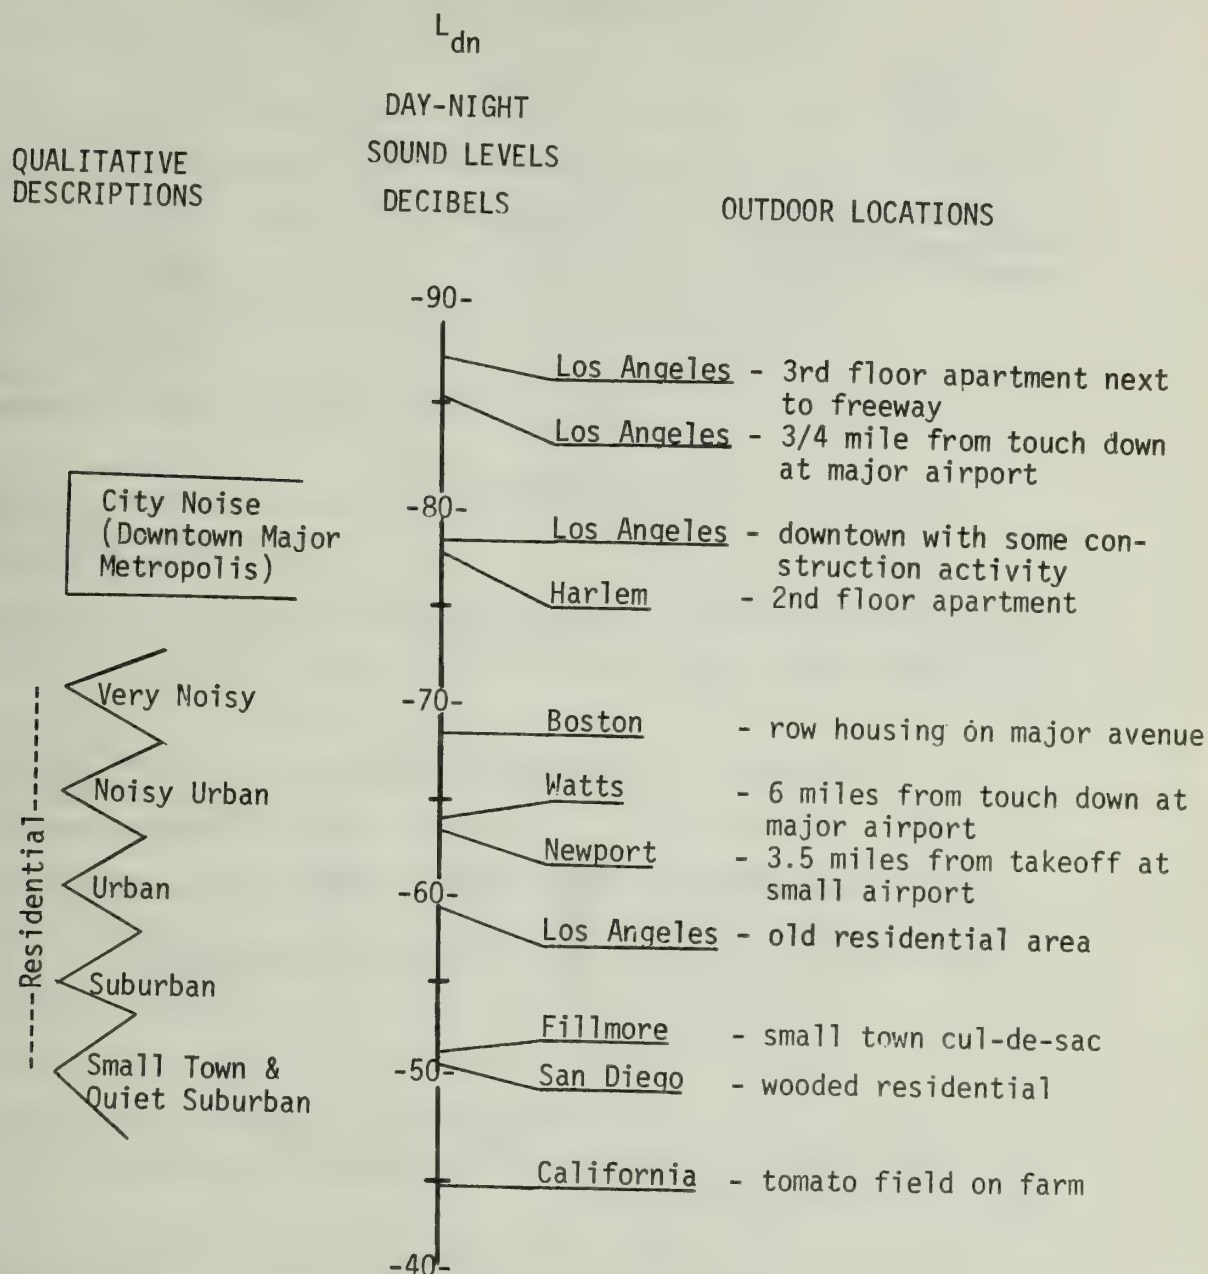 L
dn
DAY-NIGHT
SOUND LEVELS
DECIBELS
QUALITATIVE
DESCRIPTIONS
OUTDOOR LOCATIONS
-90-
Los Angeles - 3rd floor apartment next
to freeway
Los Angeles - 3/4 mile from touch down
at major airport
City Noise
(Downtown Major
Metropolis)
-80-
Los Angeles - downtown with some con-
struction activity
Harlem - 2nd floor apartment
-----Residential-----
Very Noisy
-70-
Boston - row housing on major avenue
Noisy Urban
Watts - 6 miles from touch down at
major airport
Newport - 3.5 miles from takeoff at
small airport
Urban
-60-
Los Angeles - old residential area
Suburban
Fillmore - small town cul-de-sac
Small Town &
Quiet Suburban
-50-
San Diego - wooded residential
California - tomato field on farm
-40-